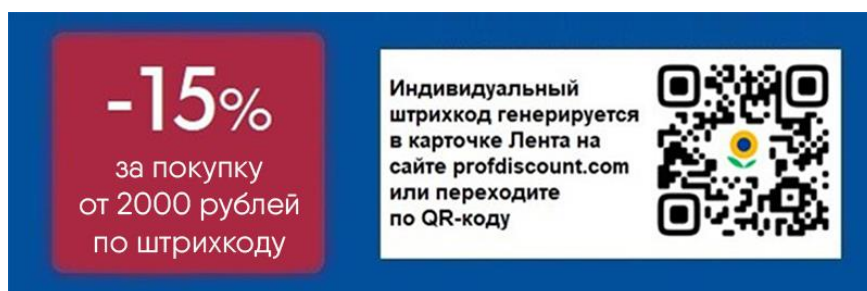 -15%
за покупку
от 2000 рублей
по штрихкоду
Индивидуальный
штрихкод генерируется
в карточке Лента на
сайте profdiscount.com
или переходите
по QR-коду